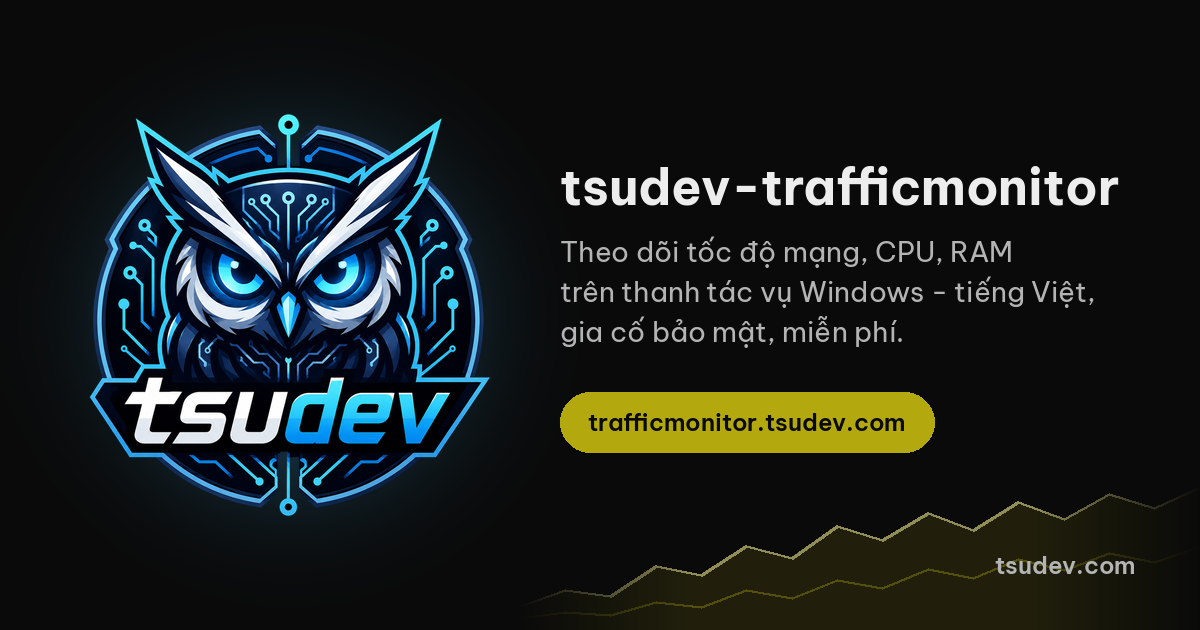 tsudev
tsudev-trafficmonitor
Theo dõi tốc độ mạng, CPU, RAM
trên thanh tác vụ Windows - tiếng Việt,
gia cố bảo mật, miễn phí.
trafficmonitor.tsudev.com
tsudev.com